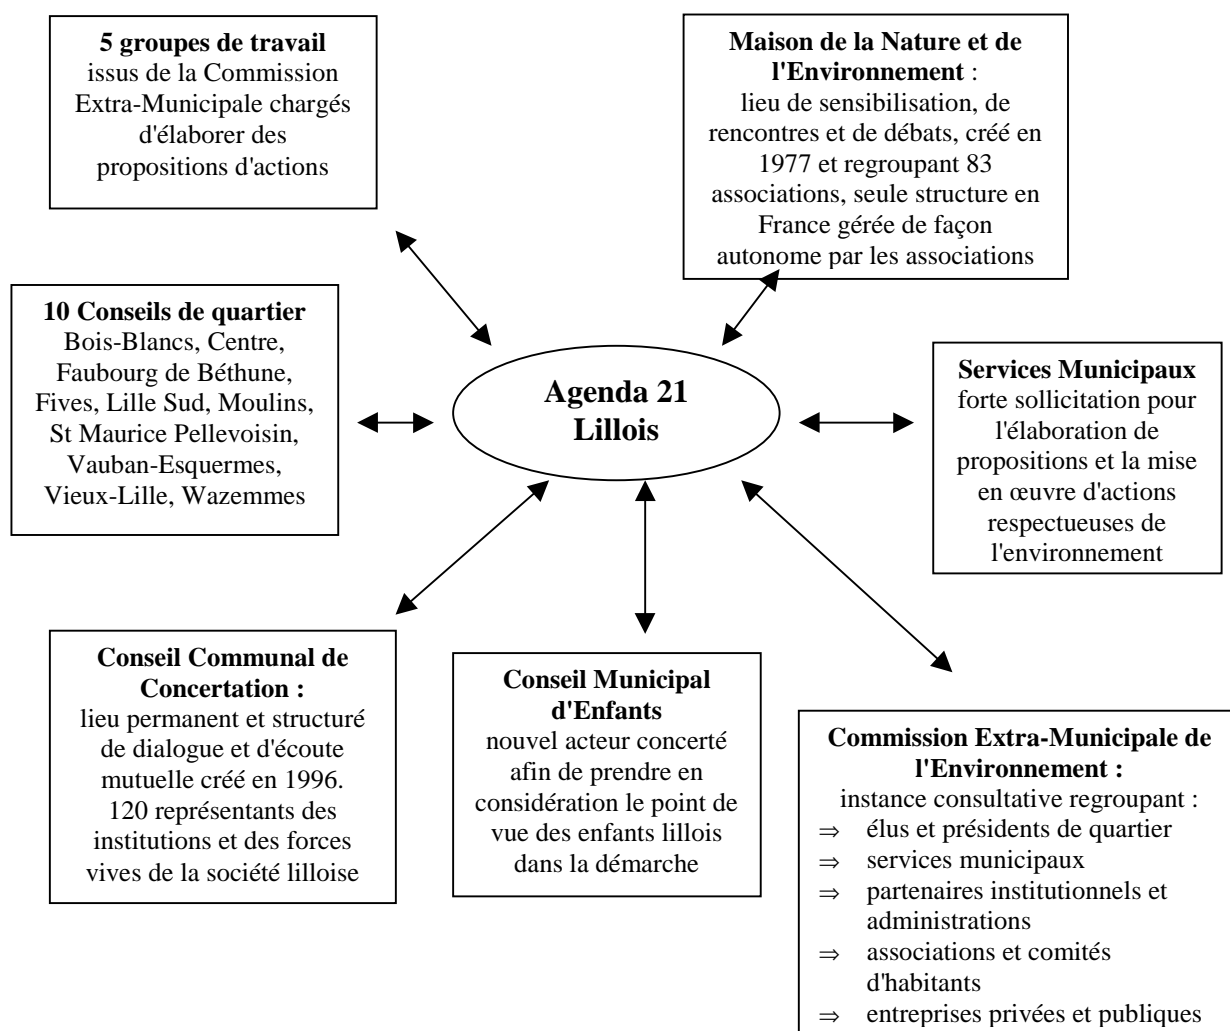 5 groupes de travail
issus de la Commission
Extra-Municipale chargés
d'élaborer des
propositions d'actions
Maison de la Nature et de
l'Environnement :
lieu de sensibilisation, de
rencontres et de débats, créé en
1977 et regroupant 83
associations, seule structure en
France gérée de façon
autonome par les associations
10 Conseils de quartier
Bois-Blancs, Centre,
Faubourg de Béthune,
Fives, Lille Sud, Moulins,
St Maurice Pellevoisin,
Vauban-Esquermes,
Vieux-Lille, Wazemmes
Agenda 21
Lillois
Services Municipaux
forte sollicitation pour
l'élaboration de
propositions et la mise
en œuvre d'actions
respectueuses de
l'environnement
Conseil Communal de
Concertation :
lieu permanent et structuré
de dialogue et d'écoute
mutuelle créé en 1996.
120 représentants des
institutions et des forces
vives de la société lilloise
Conseil Municipal
d'Enfants
nouvel acteur concerté
afin de prendre en
considération le point de
vue des enfants lillois
dans la démarche
Commission Extra-Municipale de
l'Environnement :
instance consultative regroupant :
⇒ élus et présidents de quartier
⇒ services municipaux
⇒ partenaires institutionnels et
administrations
⇒ associations et comités
d'habitants
⇒ entreprises privées et publiques